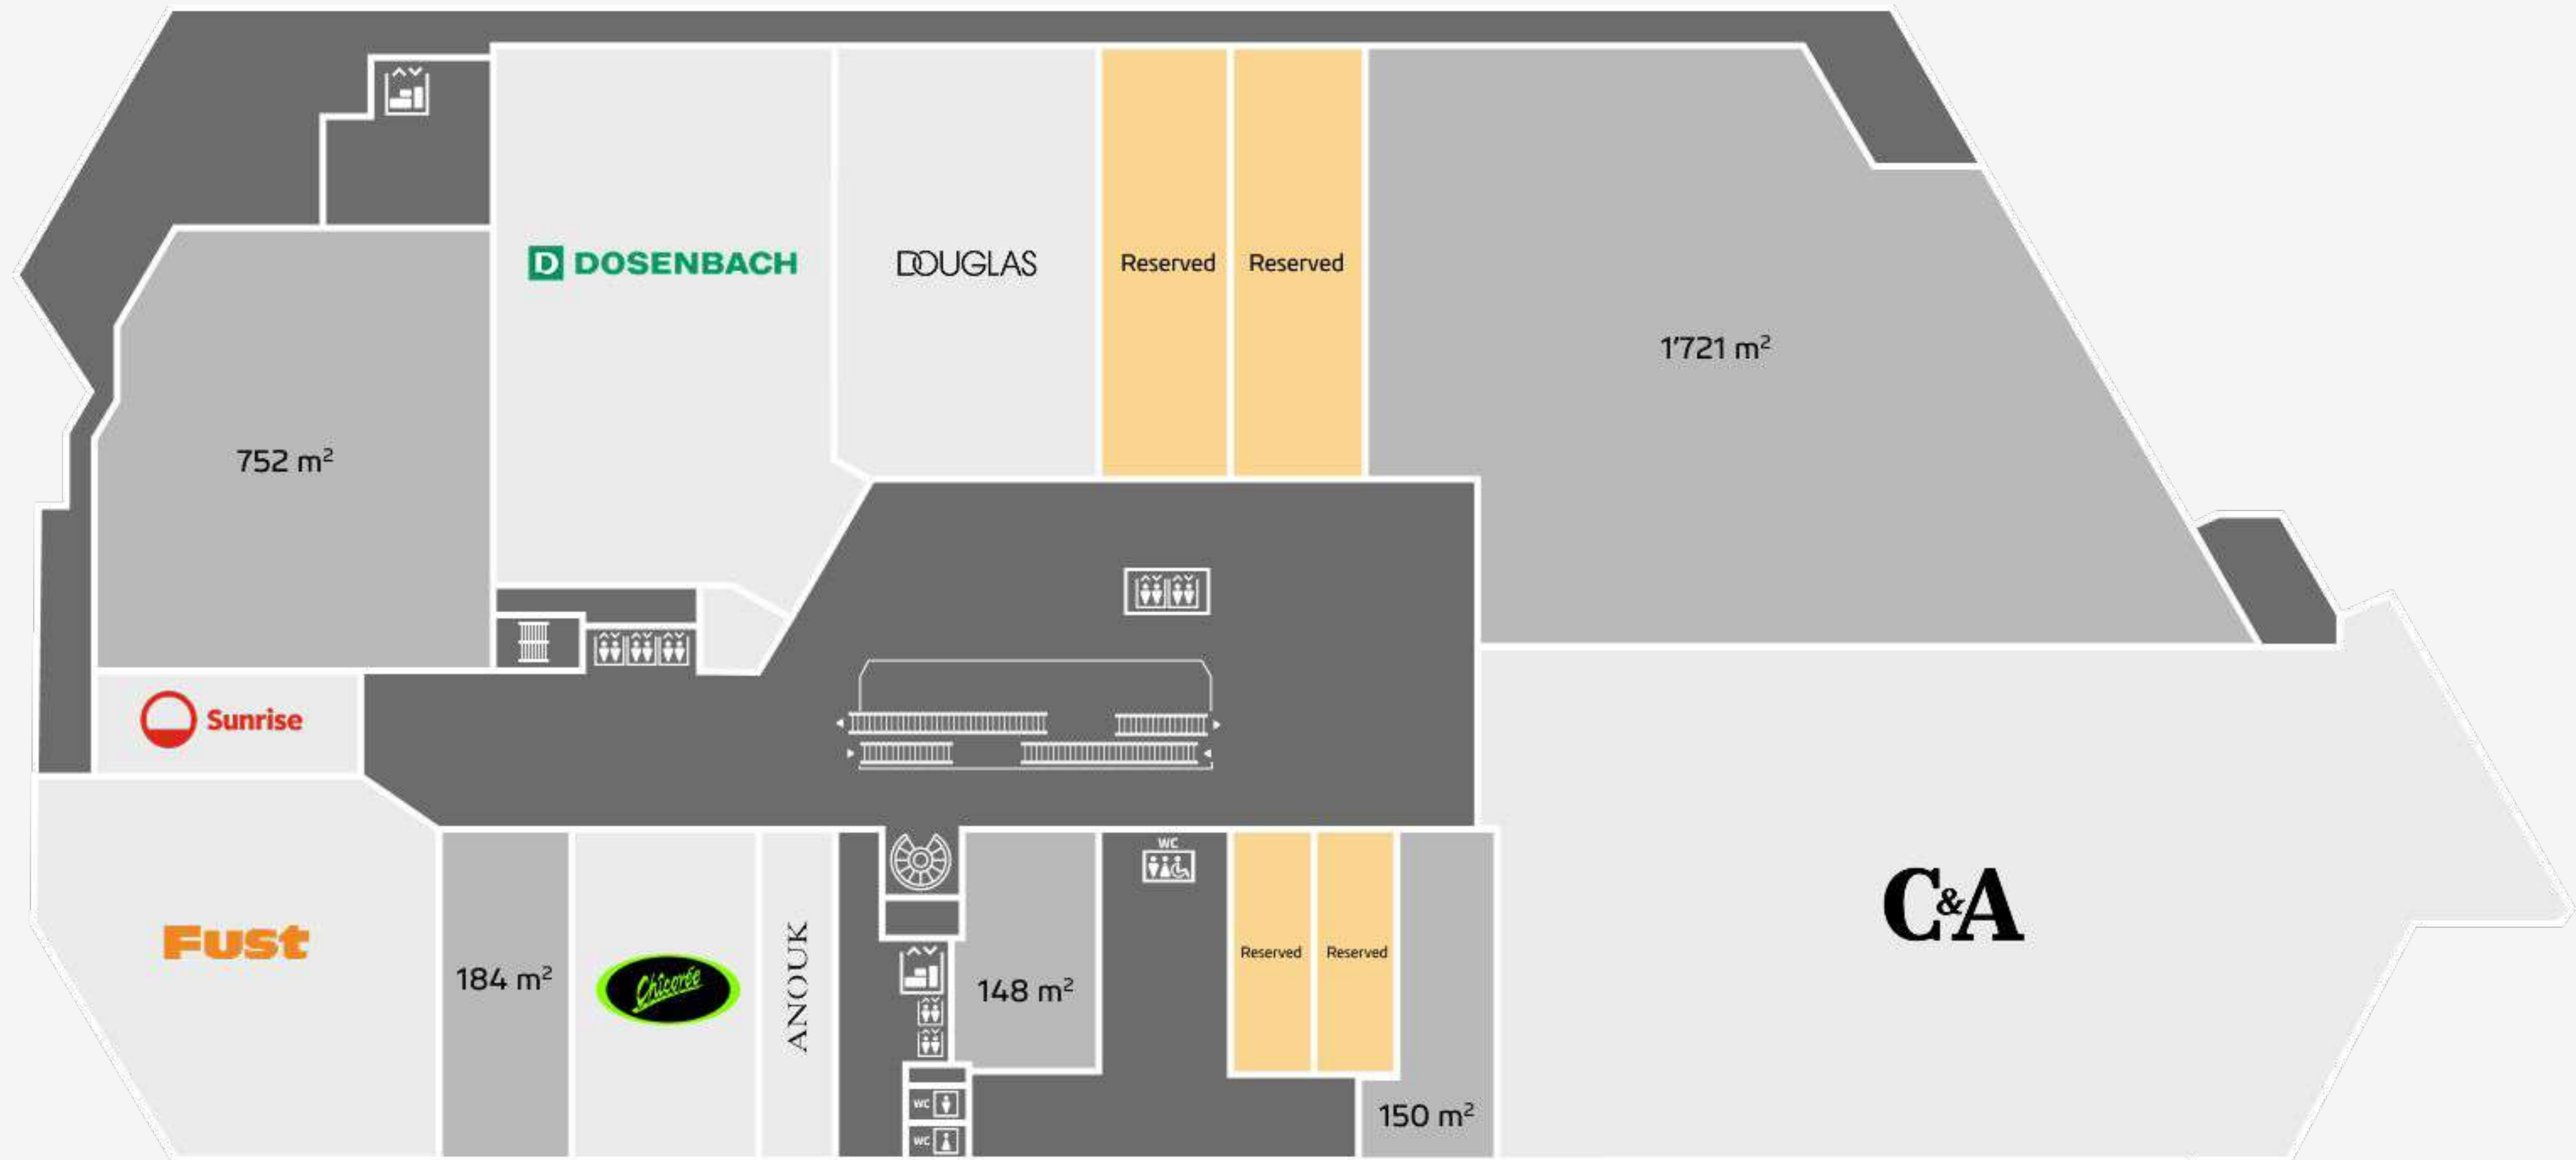 D DOSENBACH
DOUGLAS
Reserved
Reserved
1'721 m²
752 m²
Sunrise
WC
Fust
184 m²
Chicorée
ANOUK
148 m²
Reserved
Reserved
C&A
WC
150 m²
WC